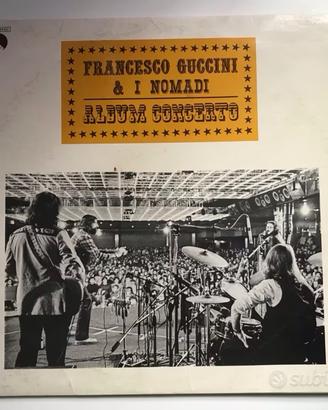 FRANCESCO GUCCINI
& I NOMADI
ALBUM CONCERTO
subito